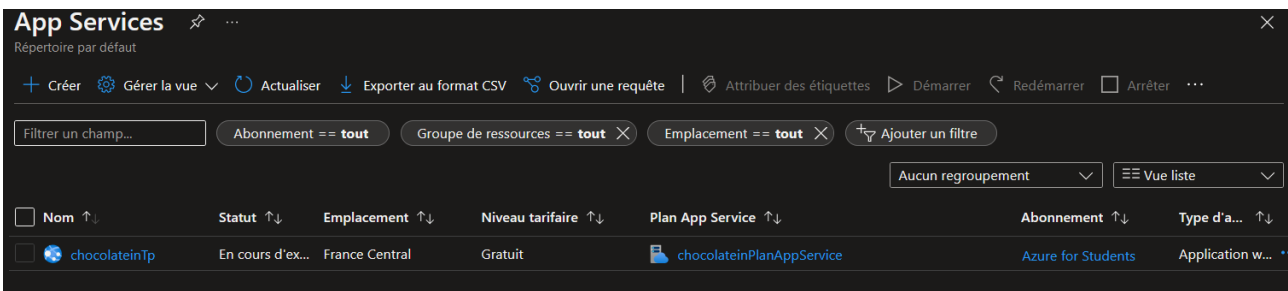 App Services
Répertoire par défaut
Créer Gérer la vue Actualiser Exporter au format CSV Ouvrir une requête Attribuer des étiquettes Démarrer Redémarrer Arrêter ...
Filtrer un champ... Abonnement == tout Groupe de ressources == tout Emplacement == tout Ajouter un filtre
Aucun regroupement Vue liste
Nom Statut Emplacement Niveau tarifaire Plan App Service Abonnement Type d'a...
chocolateinTp En cours d'ex... France Central Gratuit chocolateinPlanAppService Azure for Students Application w...